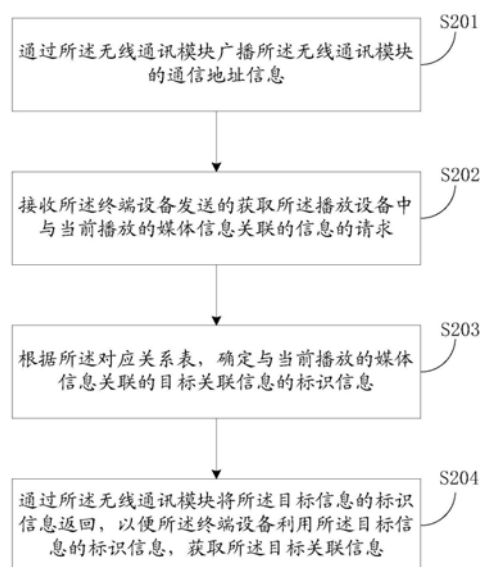 S201
通过所述无线通讯模块广播所述无线通讯模块
的通信地址信息
S202
接收所述终端设备发送的获取所述播放设备中
与当前播放的媒体信息关联的信息的请求
S203
根据所述对应关系表，确定与当前播放的媒体
信息关联的目标关联信息的标识信息
S204
通过所述无线通讯模块将所述目标信息的标识
信息返回，以便所述终端设备利用所述目标信
息的标识信息，获取所述目标关联信息